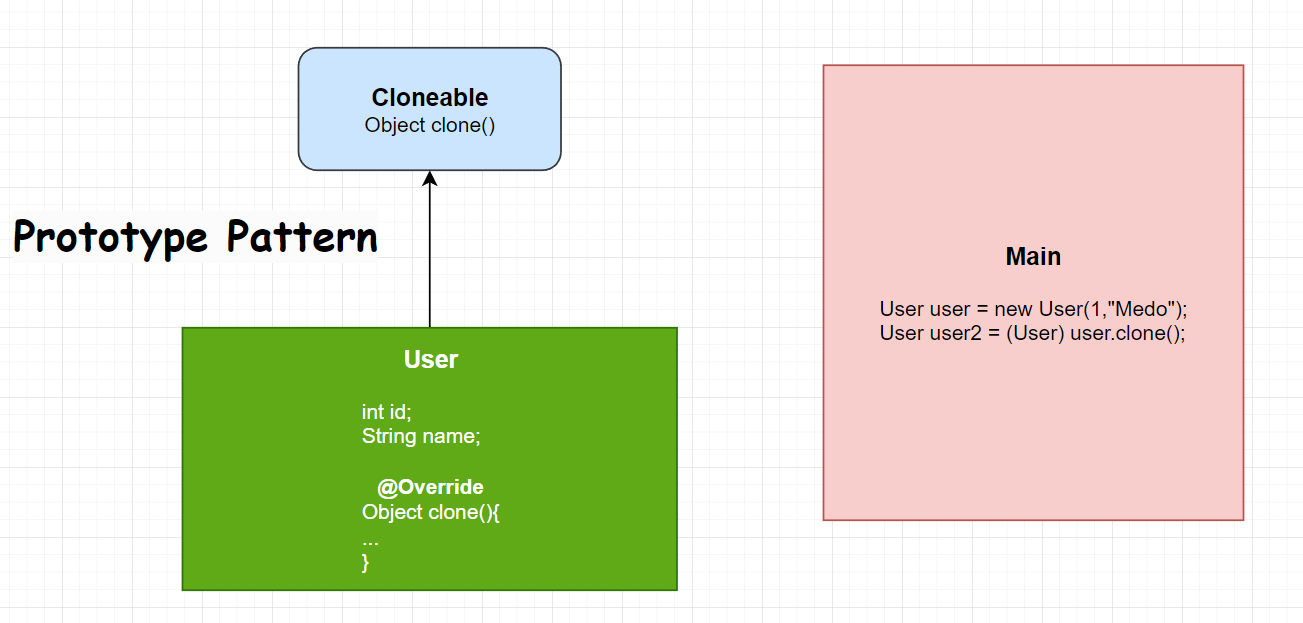 Cloneable
Object clone()
Prototype Pattern
User
int id;
String name;
@Override
Object clone(){
...
}
Main
User user = new User(1,"Medo");
User user2 = (User) user.clone();